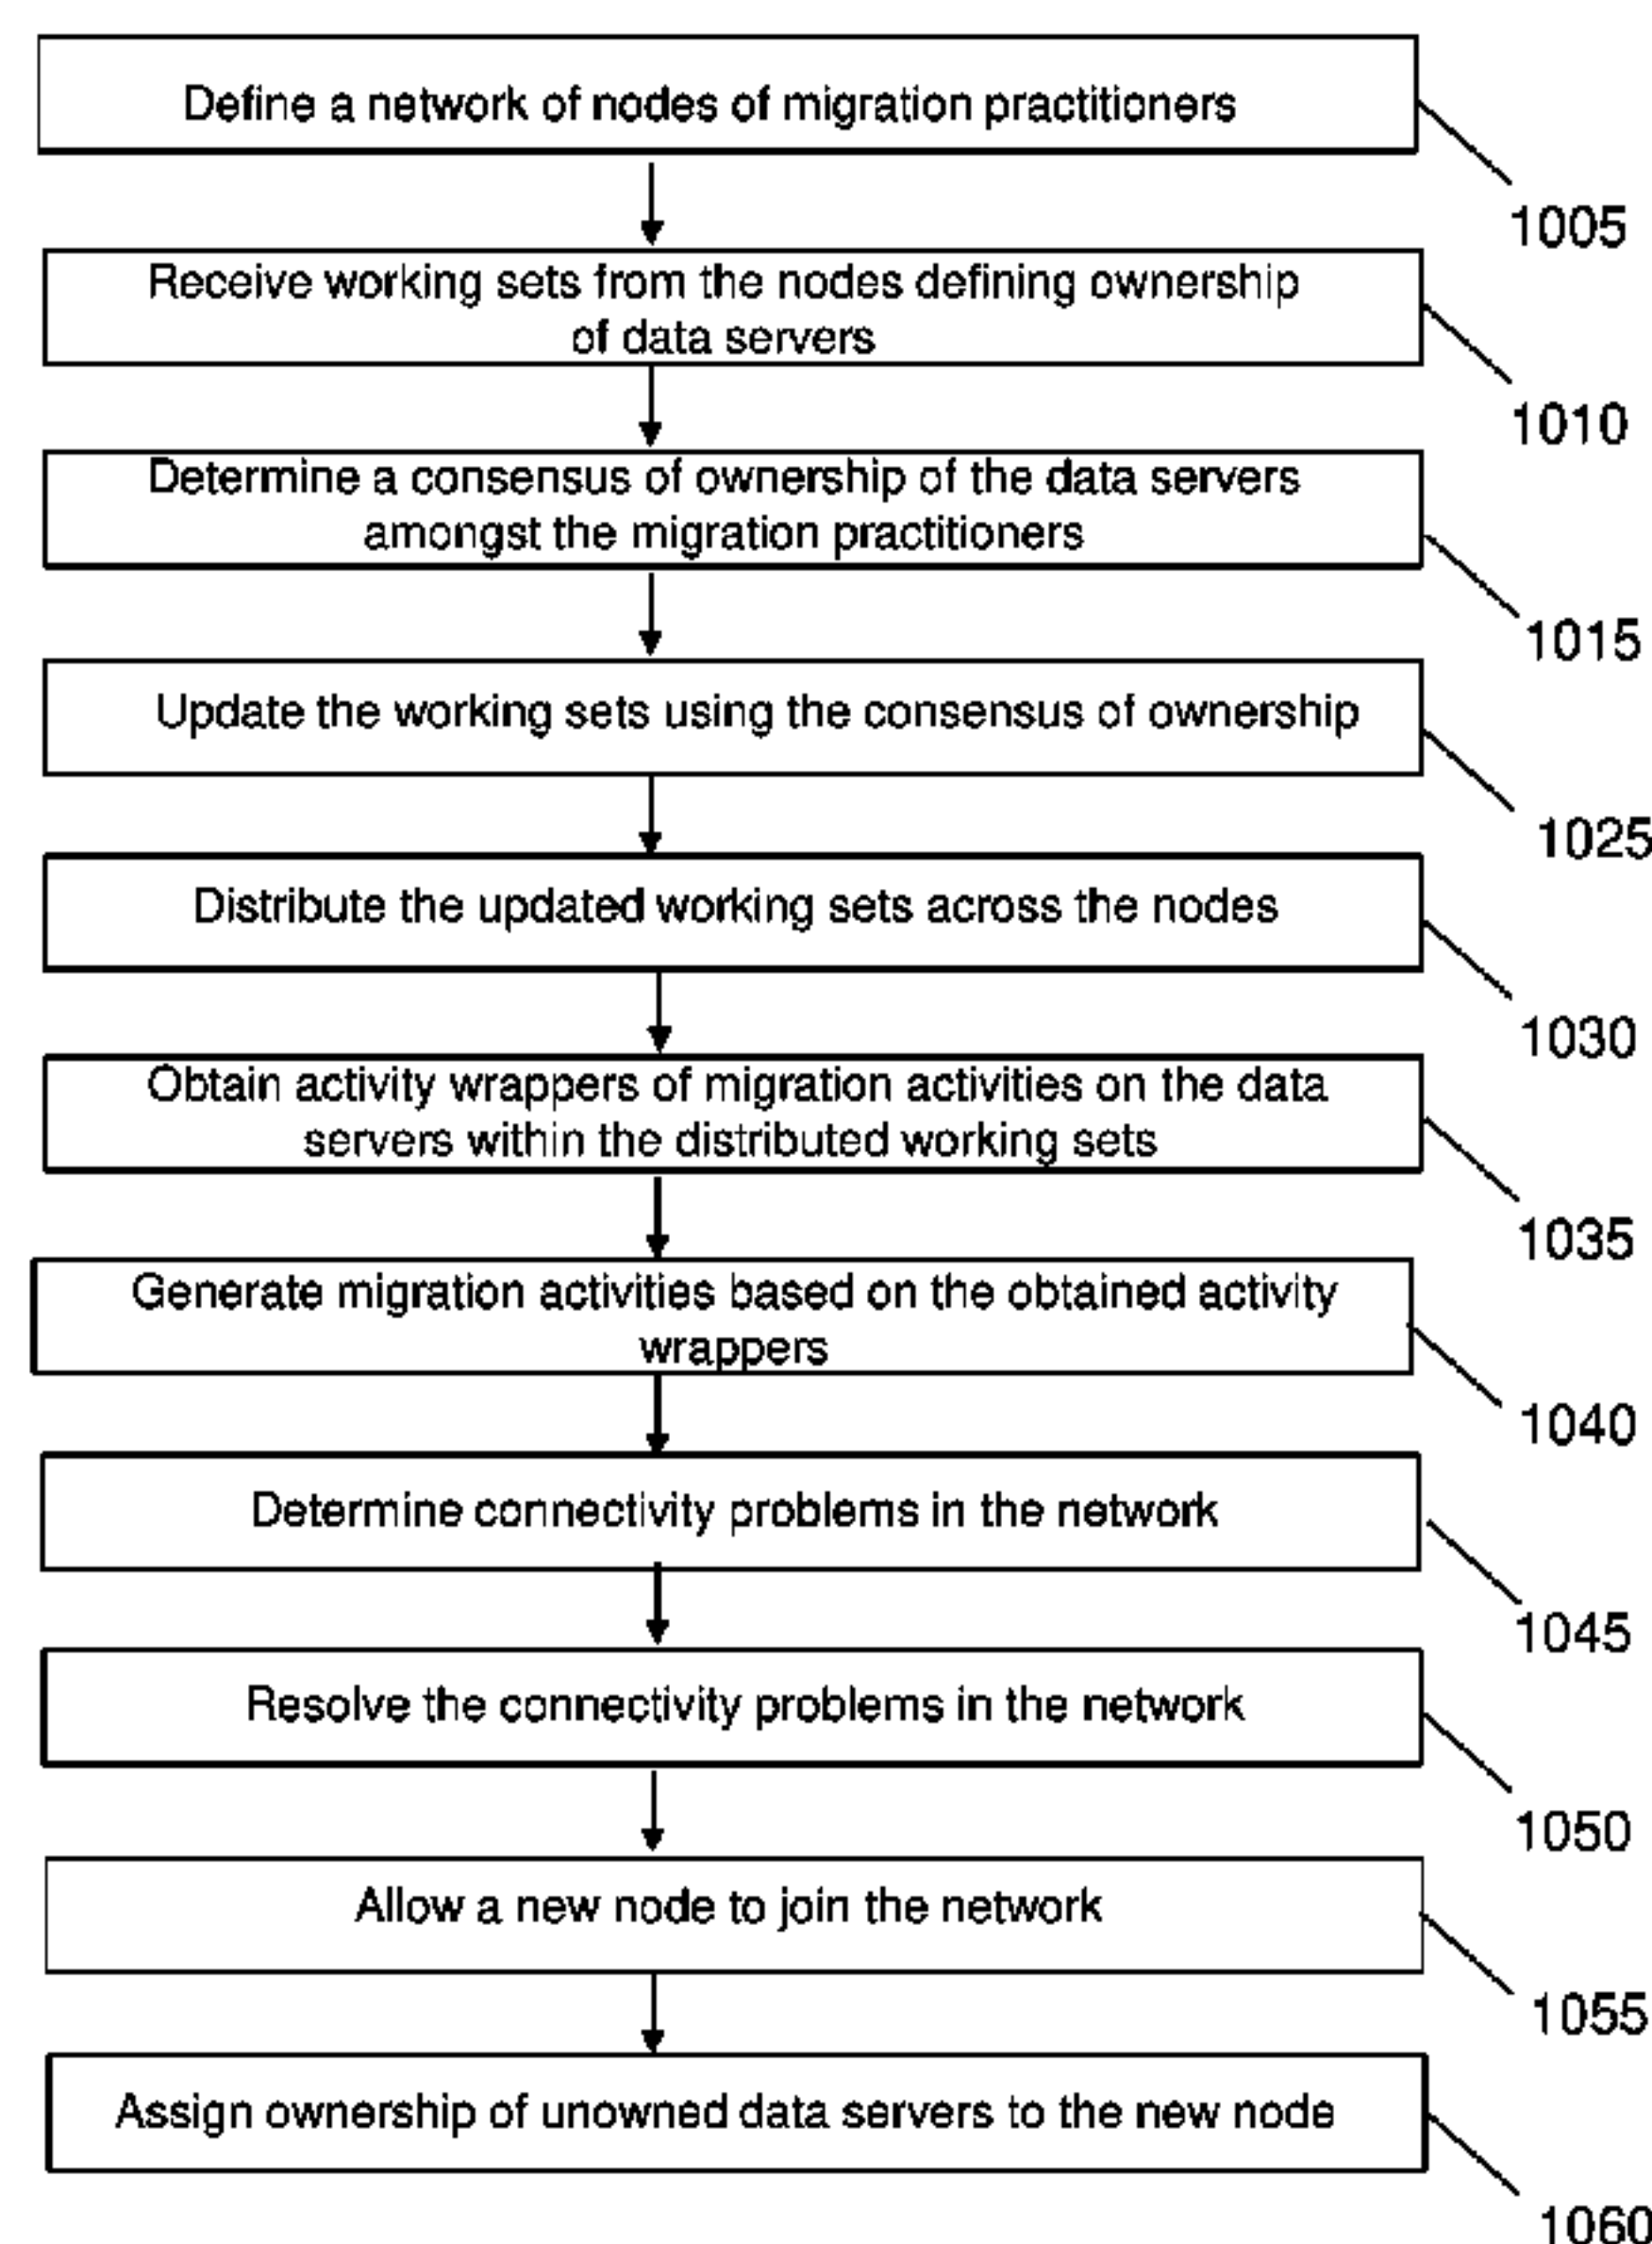 Define a network of nodes of migration practitioners
1005
Receive working sets from the nodes defining ownership
of data servers
1010
Determine a consensus of ownership of the data servers
amongst the migration practitioners
1015
Update the working sets using the consensus of ownership
1025
Distribute the updated working sets across the nodes
1030
Obtain activity wrappers of migration activities on the data
servers within the distributed working sets
1035
Generate migration activities based on the obtained activity
wrappers
1040
Determine connectivity problems in the network
1045
Resolve the connectivity problems in the network
1050
Allow a new node to join the network
1055
Assign ownership of unowned data servers to the new node
1060